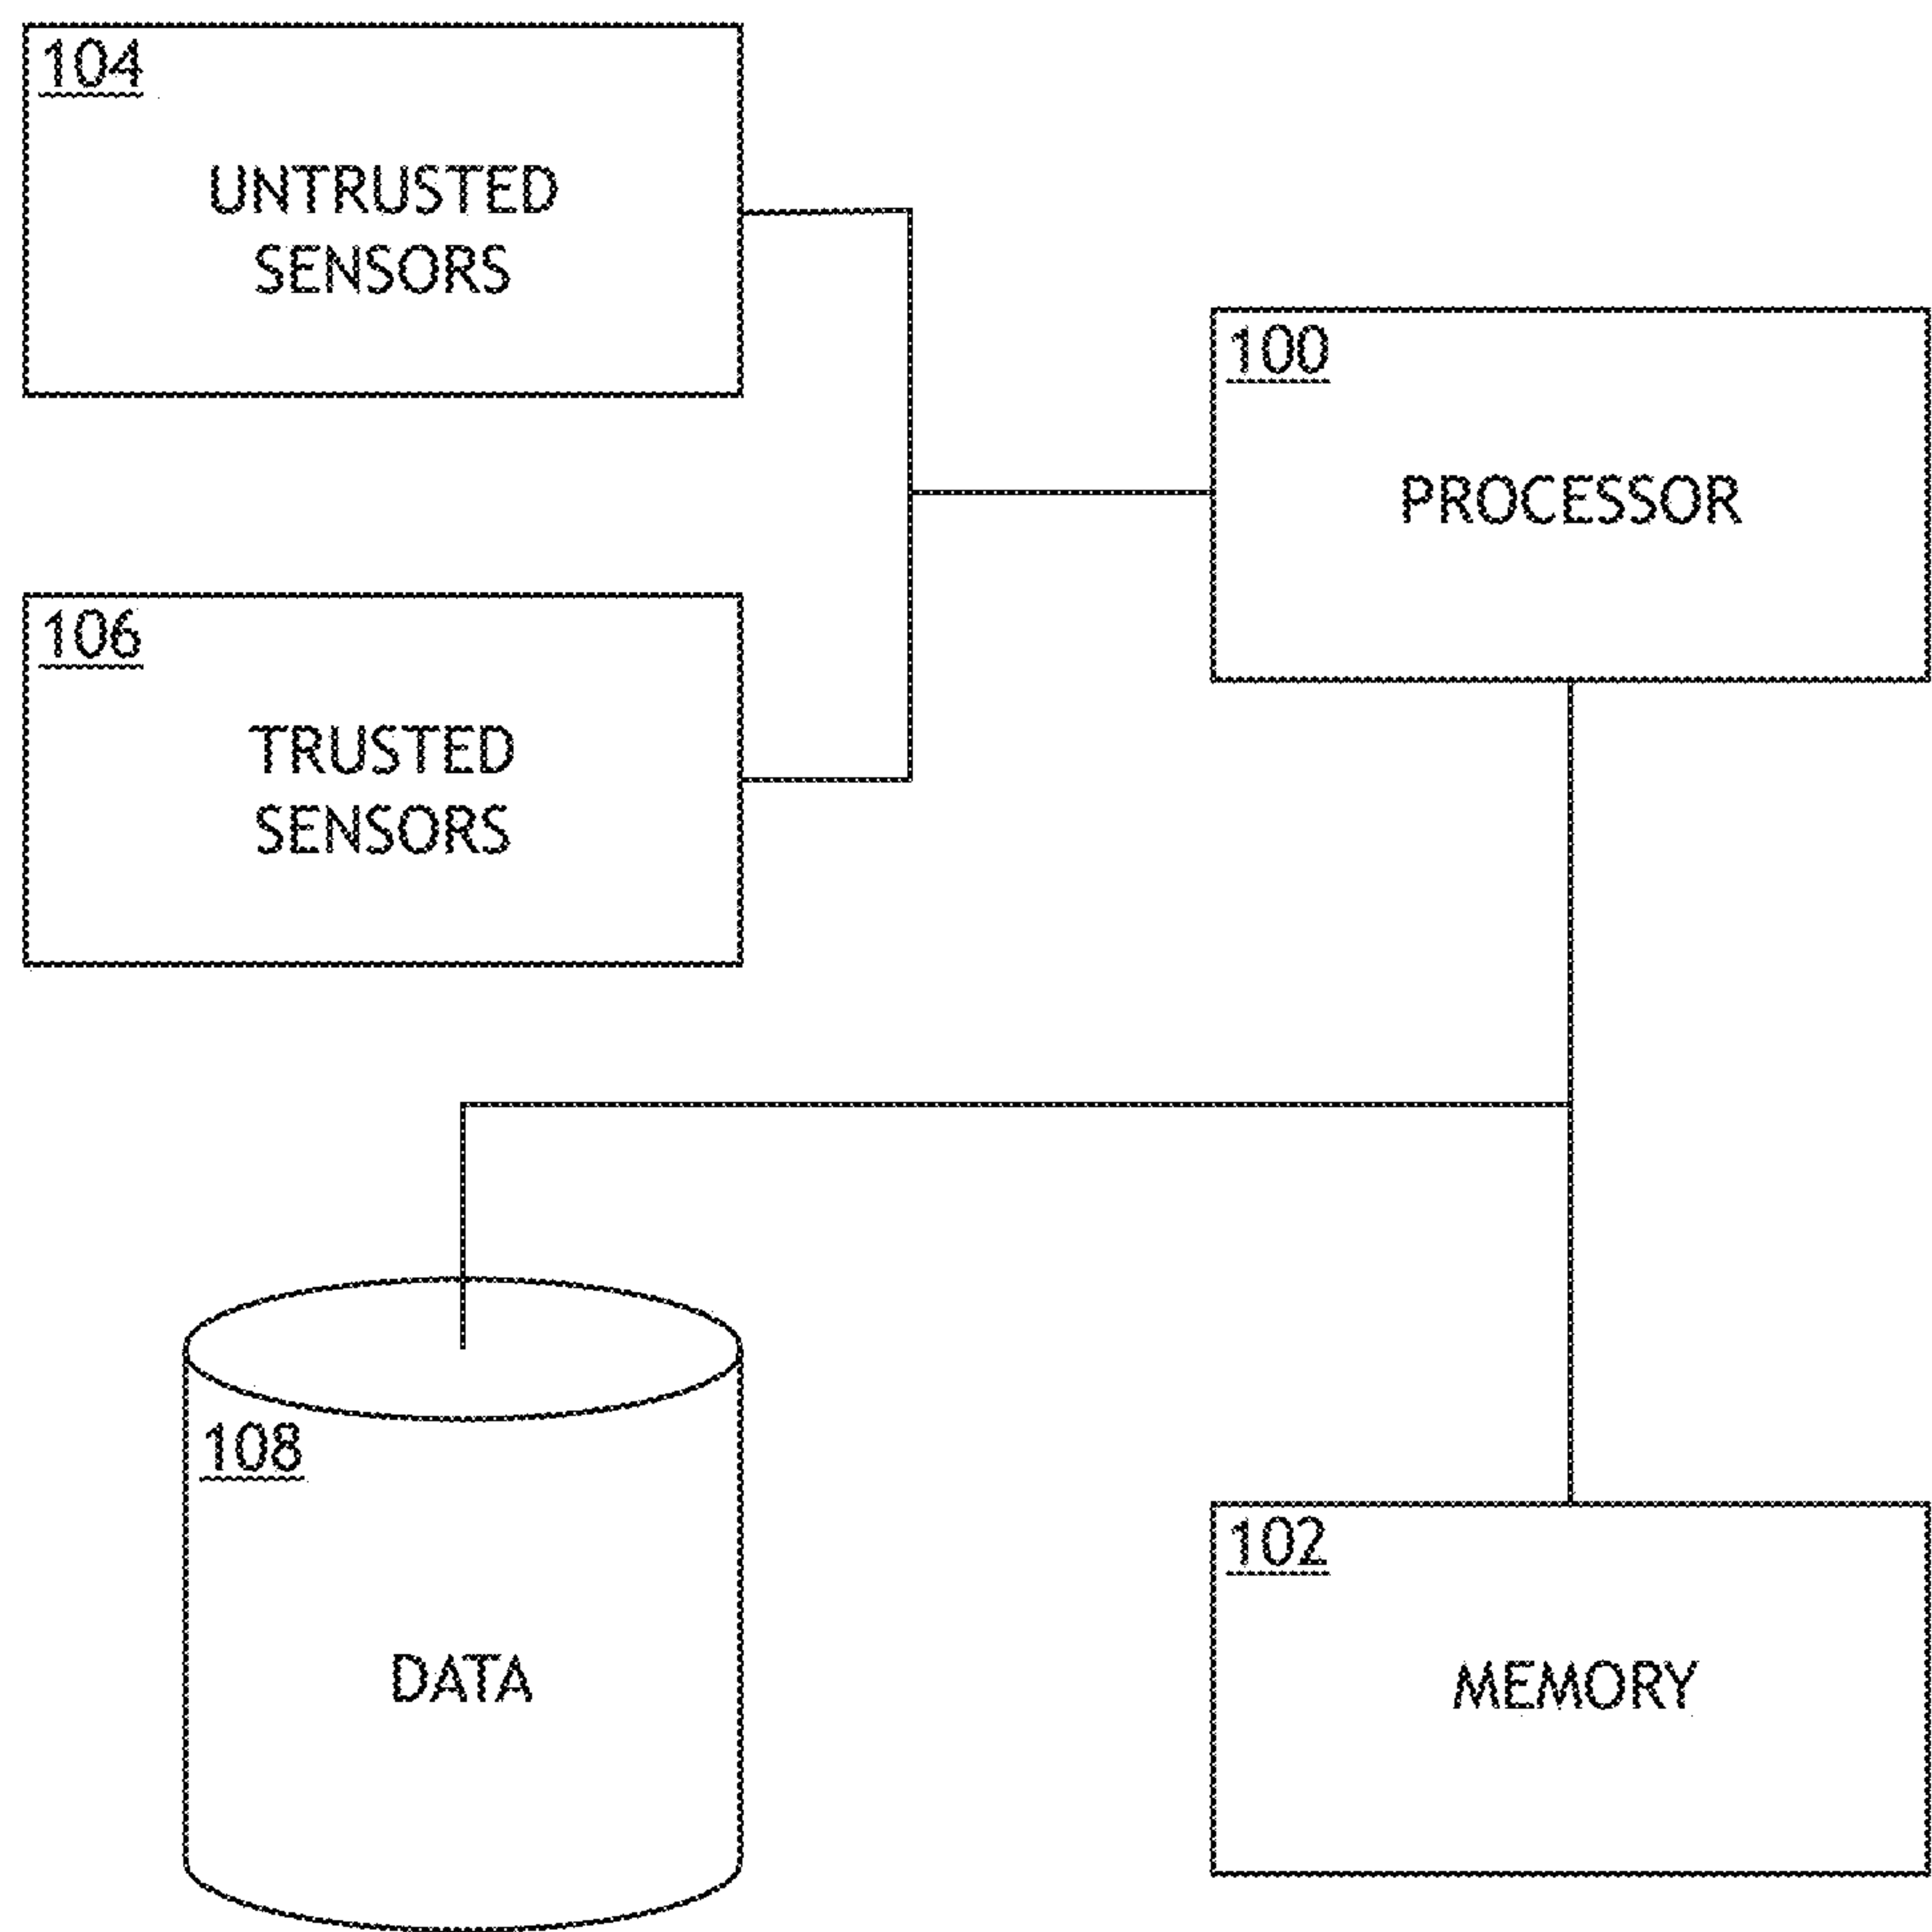 104
UNTRUSTED
SENSORS
100
PROCESSOR
106
TRUSTED
SENSORS
108
DATA
102
MEMORY